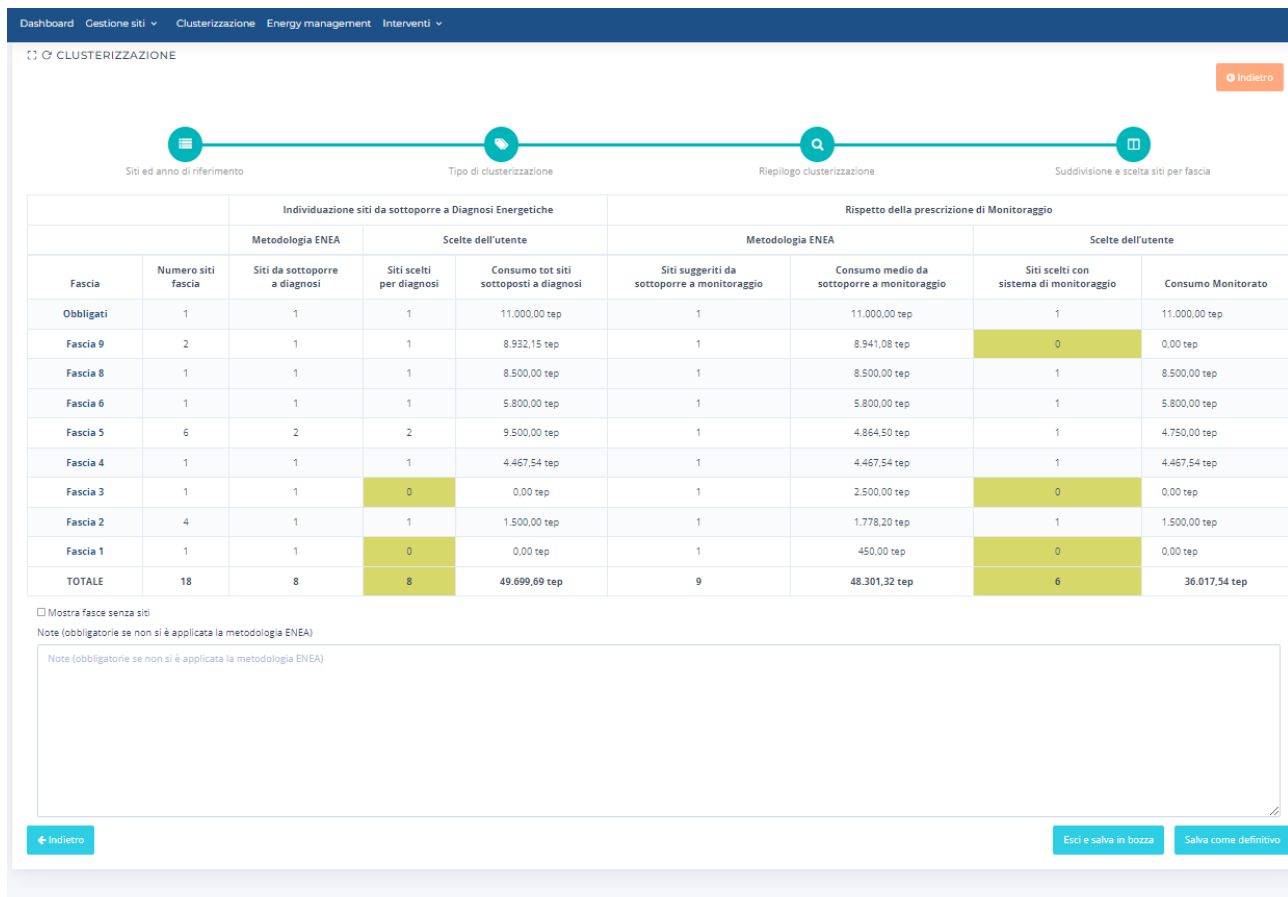 Dashboard Gestione siti Clusterizzazione Energy management Interventi
CLUSTERIZZAZIONE
Indietro
Siti ed anno di riferimento Tipo di clusterizzazione Riepilogo clusterizzazione Suddivisione e scelta siti per fascia
Individuazione siti da sottoporre a Diagnosi Energetiche Rispetto della prescrizione di Monitoraggio
Metodologia ENEA Scelte dell'utente Metodologia ENEA Scelte dell'utente
Fascia Numero siti fascia Siti da sottoporre a diagnosi Siti scelti per diagnosi Consumo tot siti sottoposti a diagnosi Siti suggeriti da sottoporre a monitoraggio Consumo medio da sottoporre a monitoraggio Siti scelti con sistema di monitoraggio Consumo Monitorato
Obbligati 1 1 1 11.000,00 tep 1 11.000,00 tep 1 11.000,00 tep
Fascia 9 2 1 1 8.932,15 tep 1 8.941,08 tep 0 0,00 tep
Fascia 8 1 1 1 8.500,00 tep 1 8.500,00 tep 1 8.500,00 tep
Fascia 6 1 1 1 5.800,00 tep 1 5.800,00 tep 1 5.800,00 tep
Fascia 5 6 2 2 9.500,00 tep 1 4.864,50 tep 1 4.750,00 tep
Fascia 4 1 1 1 4.467,54 tep 1 4.467,54 tep 1 4.467,54 tep
Fascia 3 1 1 0 0,00 tep 1 2.500,00 tep 0 0,00 tep
Fascia 2 4 1 1 1.500,00 tep 1 1.778,20 tep 1 1.500,00 tep
Fascia 1 1 1 0 0,00 tep 1 450,00 tep 0 0,00 tep
TOTALE 18 8 8 49.699,69 tep 9 48.301,32 tep 6 36.017,54 tep
Mostra fasce senza siti
Note (obbligatorie se non si è applicata la metodologia ENEA)
Note (obbligatorie se non si è applicata la metodologia ENEA)
Indietro Esci e salva in bozza Salva come definitivo